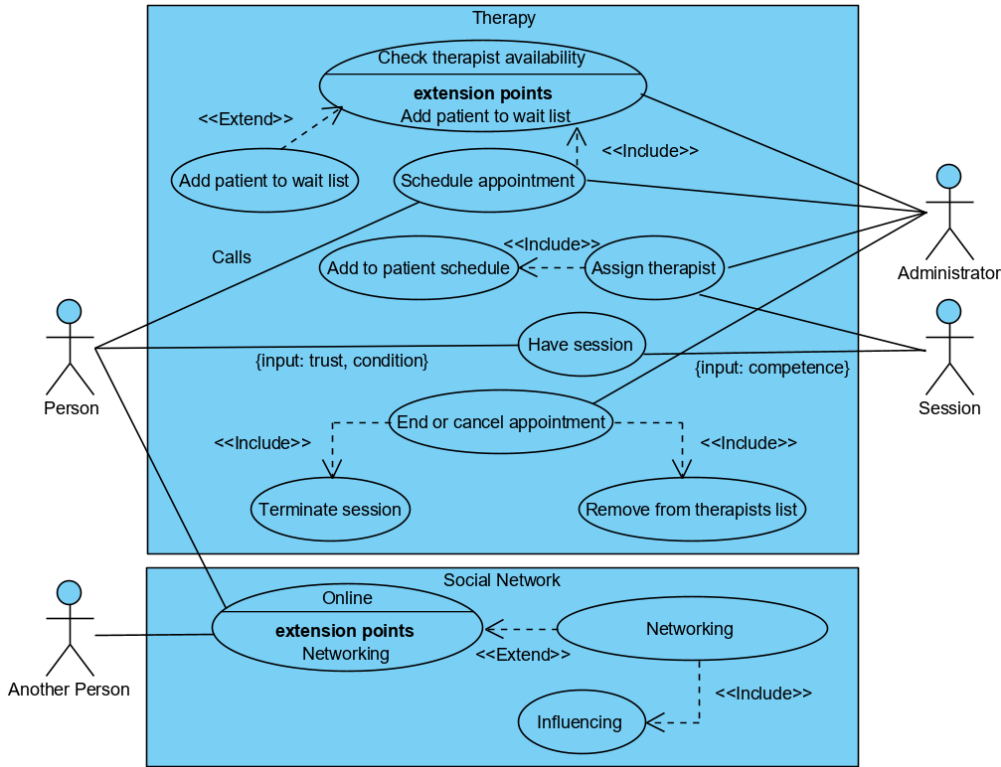 Therapy
Check therapist availability
extension points
Add patient to wait list
<<Extend>>
<<Include>>
Add patient to wait list
Schedule appointment
Calls
<<Include>>
Add to patient schedule
Assign therapist
Administrator
Have session
{input: trust, condition}
{input: competence}
Person
Session
End or cancel appointment
<<Include>>
<<Include>>
Terminate session
Remove from therapists list
Social Network
Online
extension points
Networking
Networking
<<Extend>>
Another Person
<<Include>>
Influencing